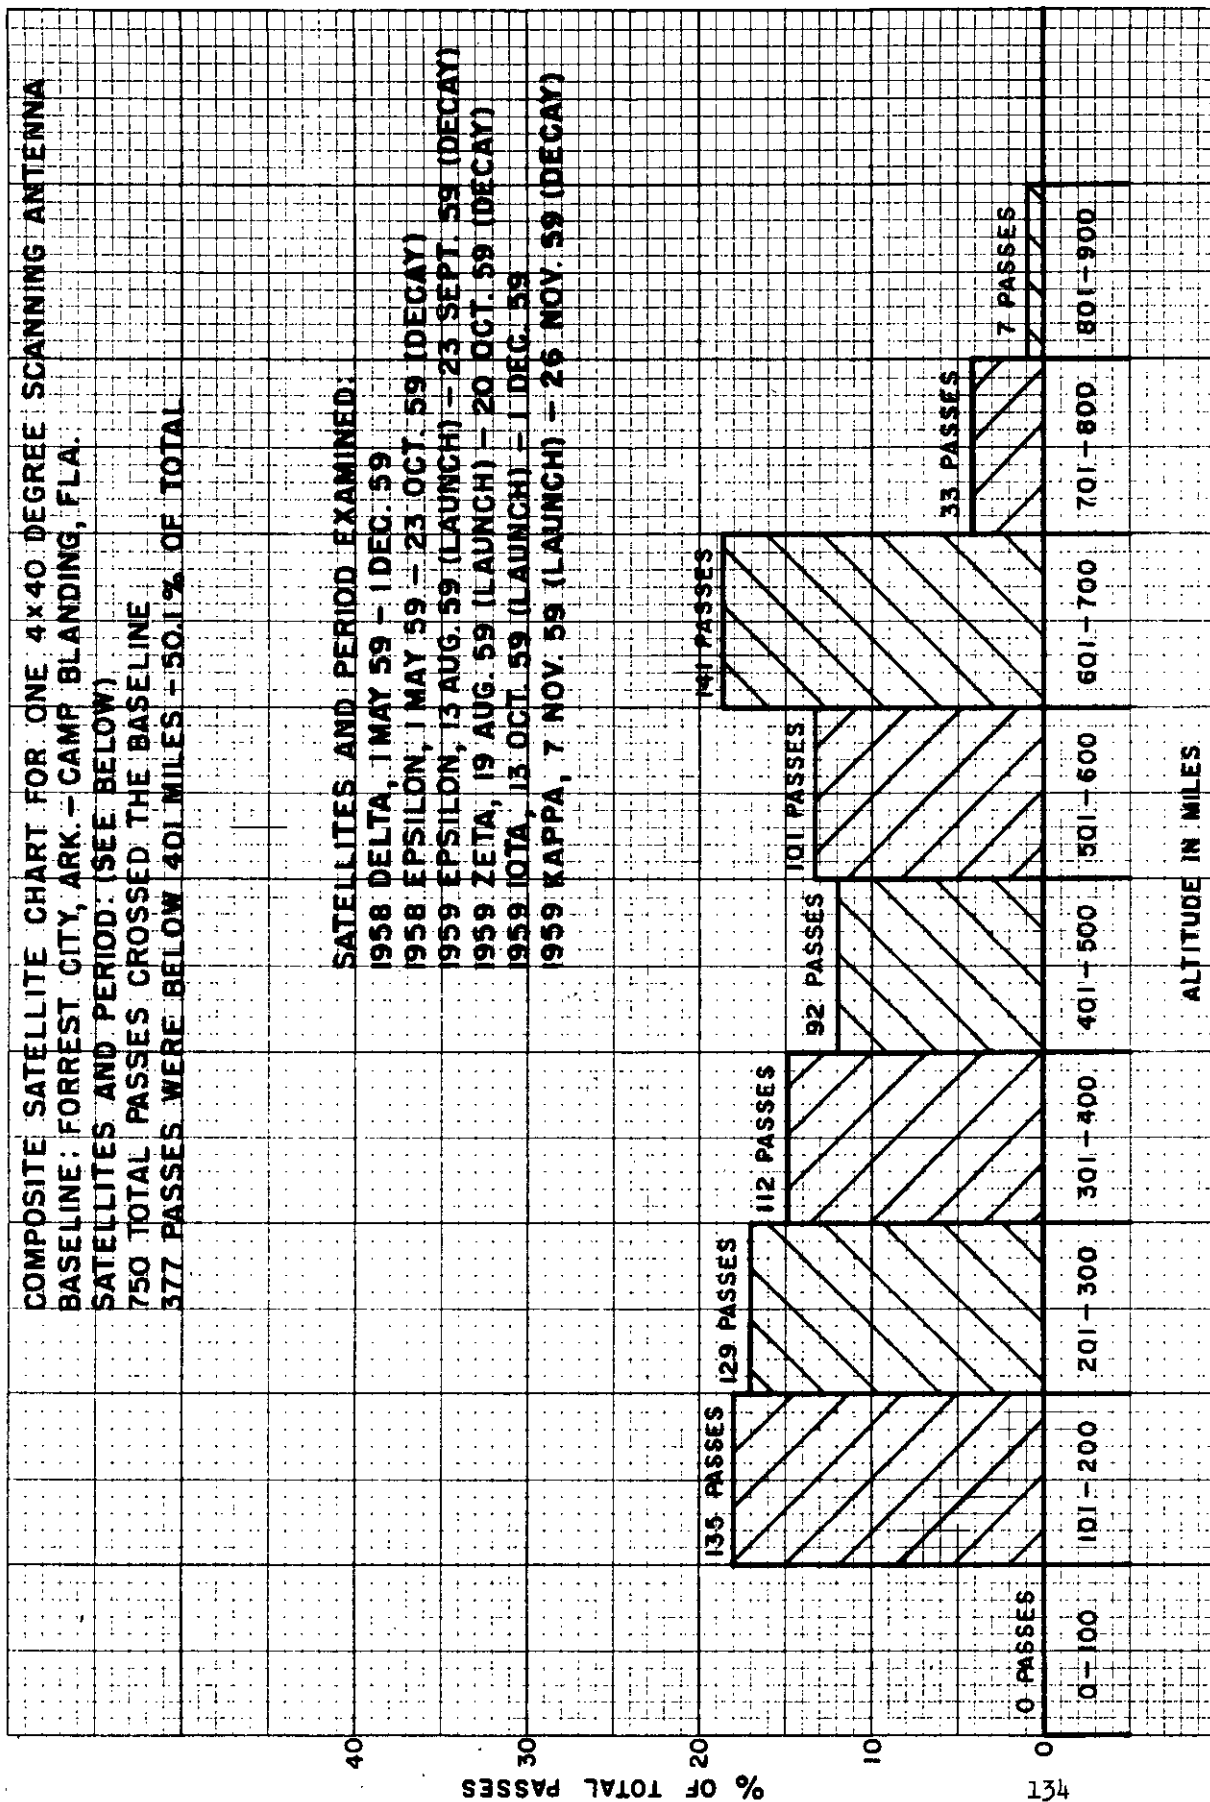 COMPOSITE SATELLITE CHART FOR ONE 4×40 DEGREE SCANNING ANTENNA
BASELINE: FORREST CITY, ARK.-CAMP BLANDING, FLA.
SATELLITES AND PERIOD: (SEE BELOW)
750 TOTAL PASSES CROSSED THE BASELINE
377 PASSES WERE BELOW 401 MILES-50.1% OF TOTAL
SATELLITES AND PERIOD EXAMINED:
1958 DELTA, 1 MAY 59 - 1 DEC. 59
1958 EPSILON, 1 MAY 59 - 23 OCT. 59 (DECAY)
1959 EPSILON, 13 AUG. 59 (LAUNCH) - 23 SEPT. 59 (DECAY)
1959 ZETA, 19 AUG. 59 (LAUNCH) - 20 OCT. 59 (DECAY)
1959 IOTA, 13 OCT. 59 (LAUNCH) - 1 DEC. 59
1959 KAPPA, 7 NOV. 59 (LAUNCH) - 26 NOV. 59 (DECAY)
% OF TOTAL PASSES
40
30
20
10
0
0 PASSES
135 PASSES
129 PASSES
112 PASSES
92 PASSES
101 PASSES
141 PASSES
33 PASSES
7 PASSES
0-100
101-200
201-300
301-400
401-500
501-600
601-700
701-800
801-900
ALTITUDE IN MILES
134